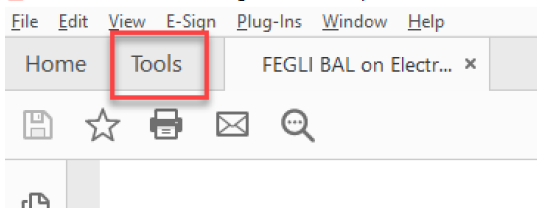 File Edit View E-Sign Plug-Ins Window Help
Home Tools FEGLI BAL on Electr... ×